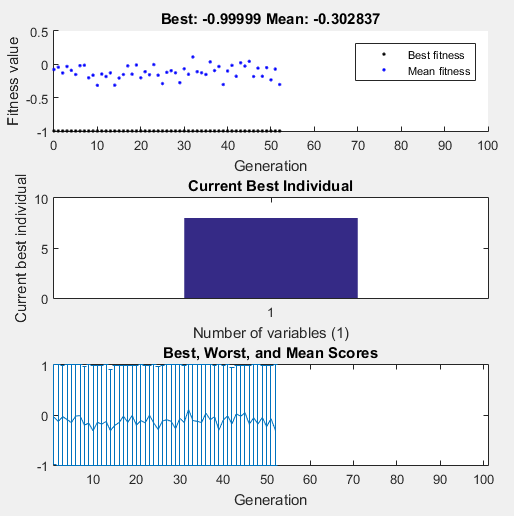 Best: -0.99999 Mean: -0.302837
Fitness value
0.5
0
-0.5
-1
Best fitness
Mean fitness
0 10 20 30 40 50 60 70 80 90 100
Generation
Current Best Individual
Current best individual
10
5
0
1
Number of variables (1)
Best, Worst, and Mean Scores
1
0
-1
10 20 30 40 50 60 70 80 90 100
Generation